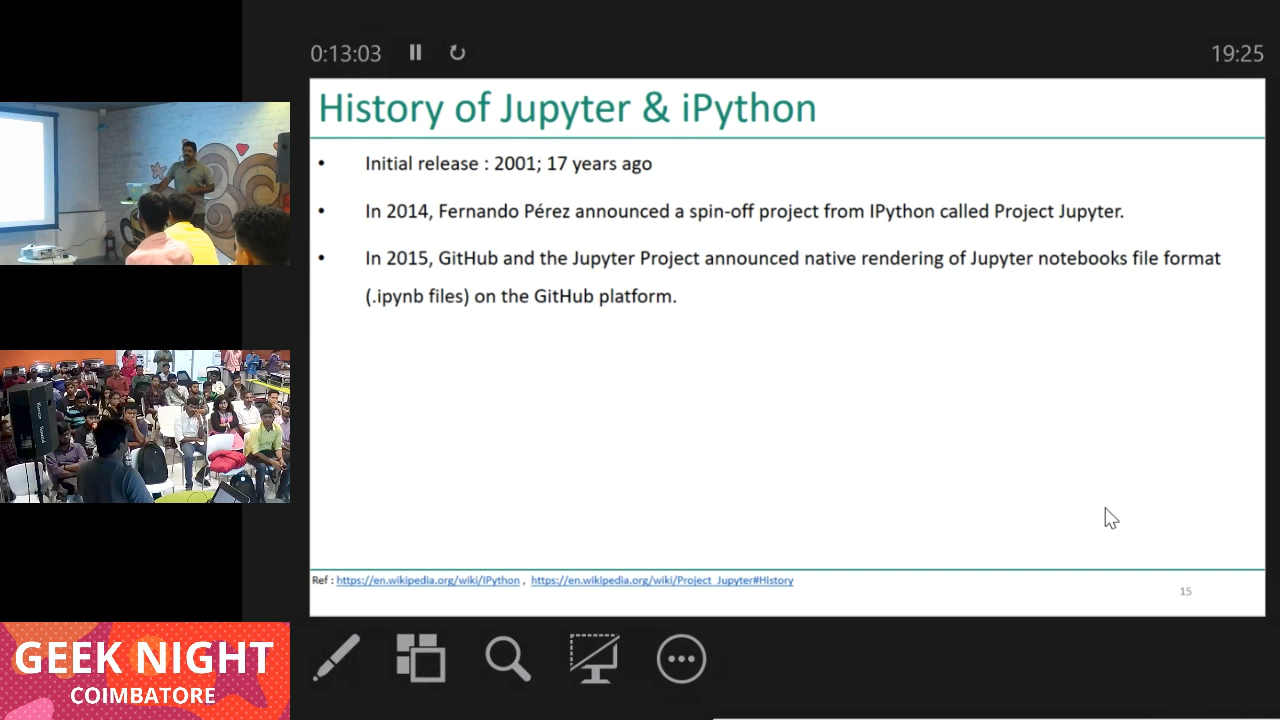 0:13:03
19:25
History of Jupyter & iPython
• Initial release : 2001; 17 years ago
• In 2014, Fernando Pérez announced a spin-off project from IPython called Project Jupyter.
• In 2015, GitHub and the Jupyter Project announced native rendering of Jupyter notebooks file format
(.ipynb files) on the GitHub platform.
Ref : https://en.wikipedia.org/wiki/IPython , https://en.wikipedia.org/wiki/Project_Jupyter#History
15
GEEK NIGHT
COIMBATORE